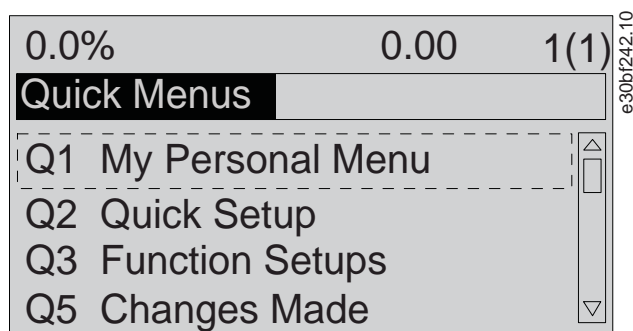 0.0% 0.00 1(1)
Quick Menus
Q1 My Personal Menu
Q2 Quick Setup
Q3 Function Setups
Q5 Changes Made
e30bf242.10